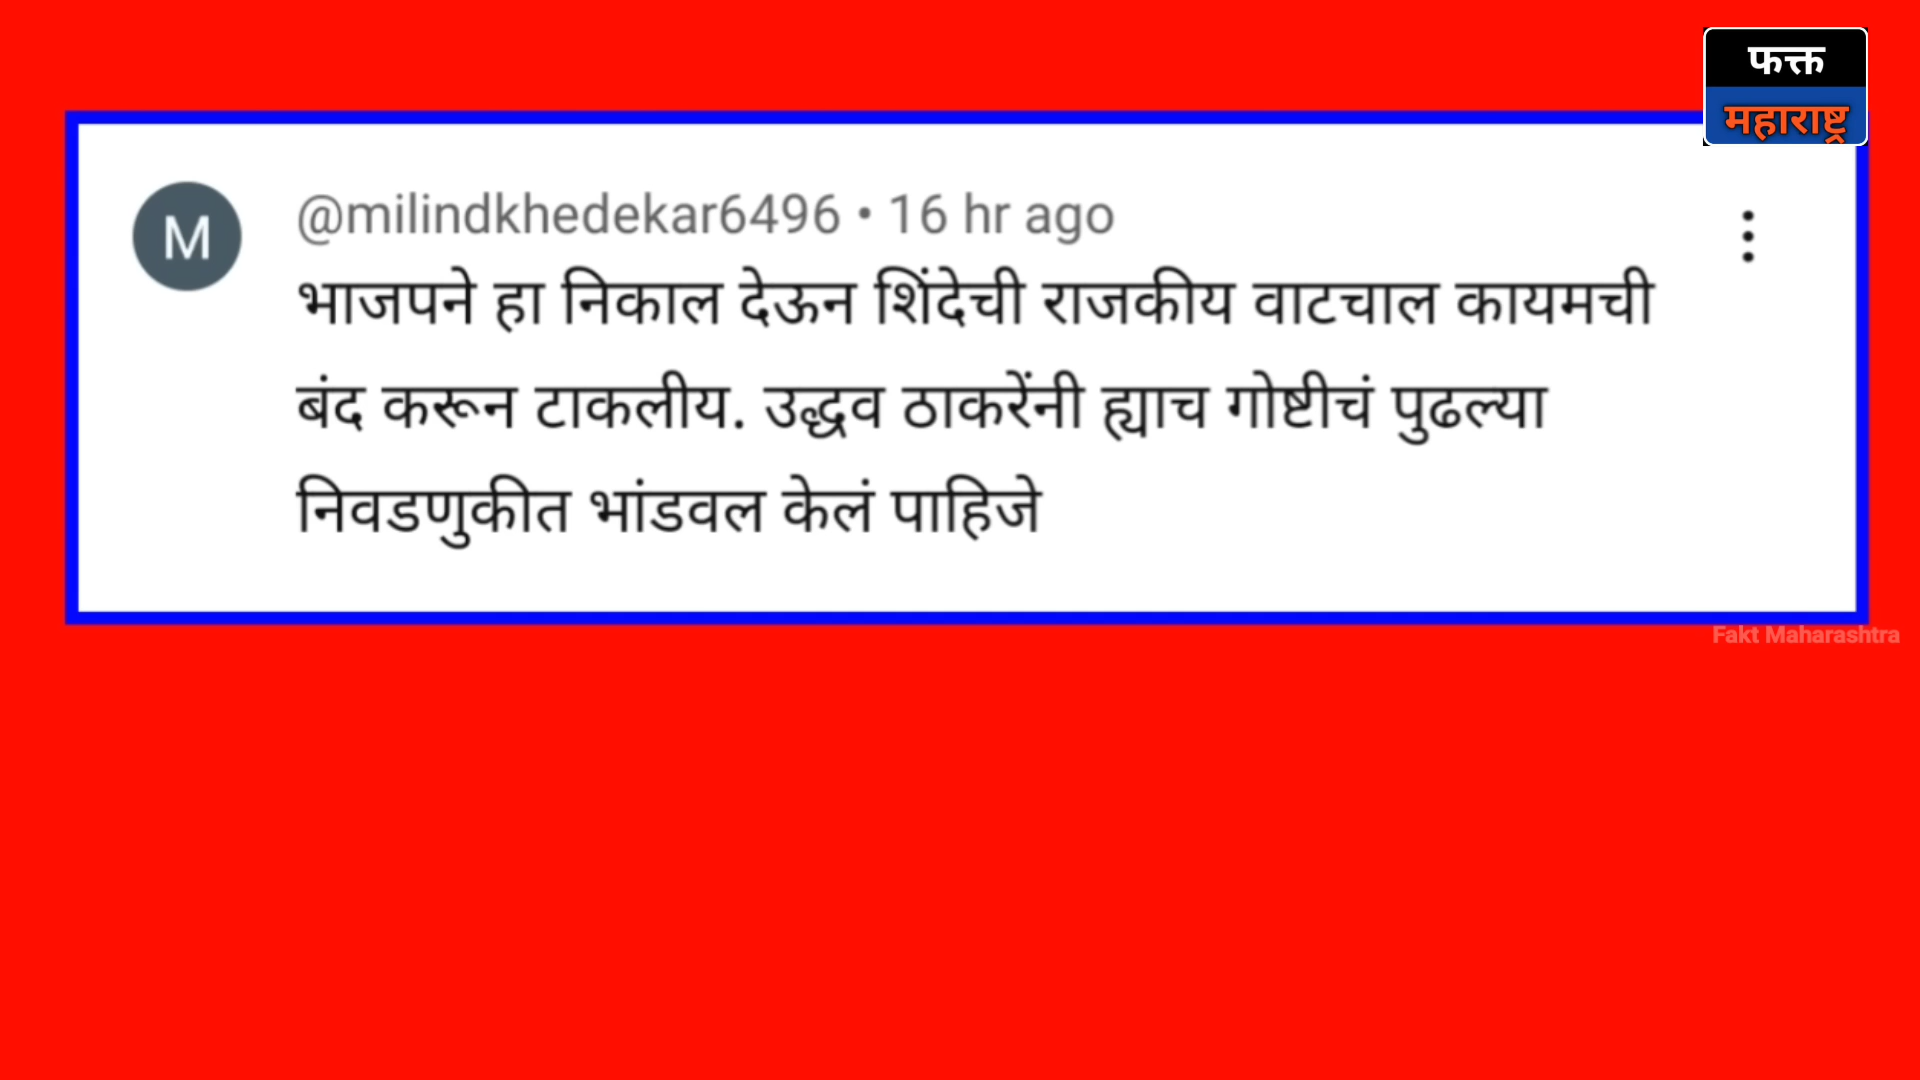 फक्त
महाराष्ट्र
M
@milindkhedekar6496 • 16 hr ago
भाजपने हा निकाल देऊन शिंदेची राजकीय वाटचाल कायमची
बंद करून टाकलीय. उद्धव ठाकरेंनी ह्याच गोष्टीचं पुढल्या
निवडणुकीत भांडवल केलं पाहिजे
Fakt Maharashtra